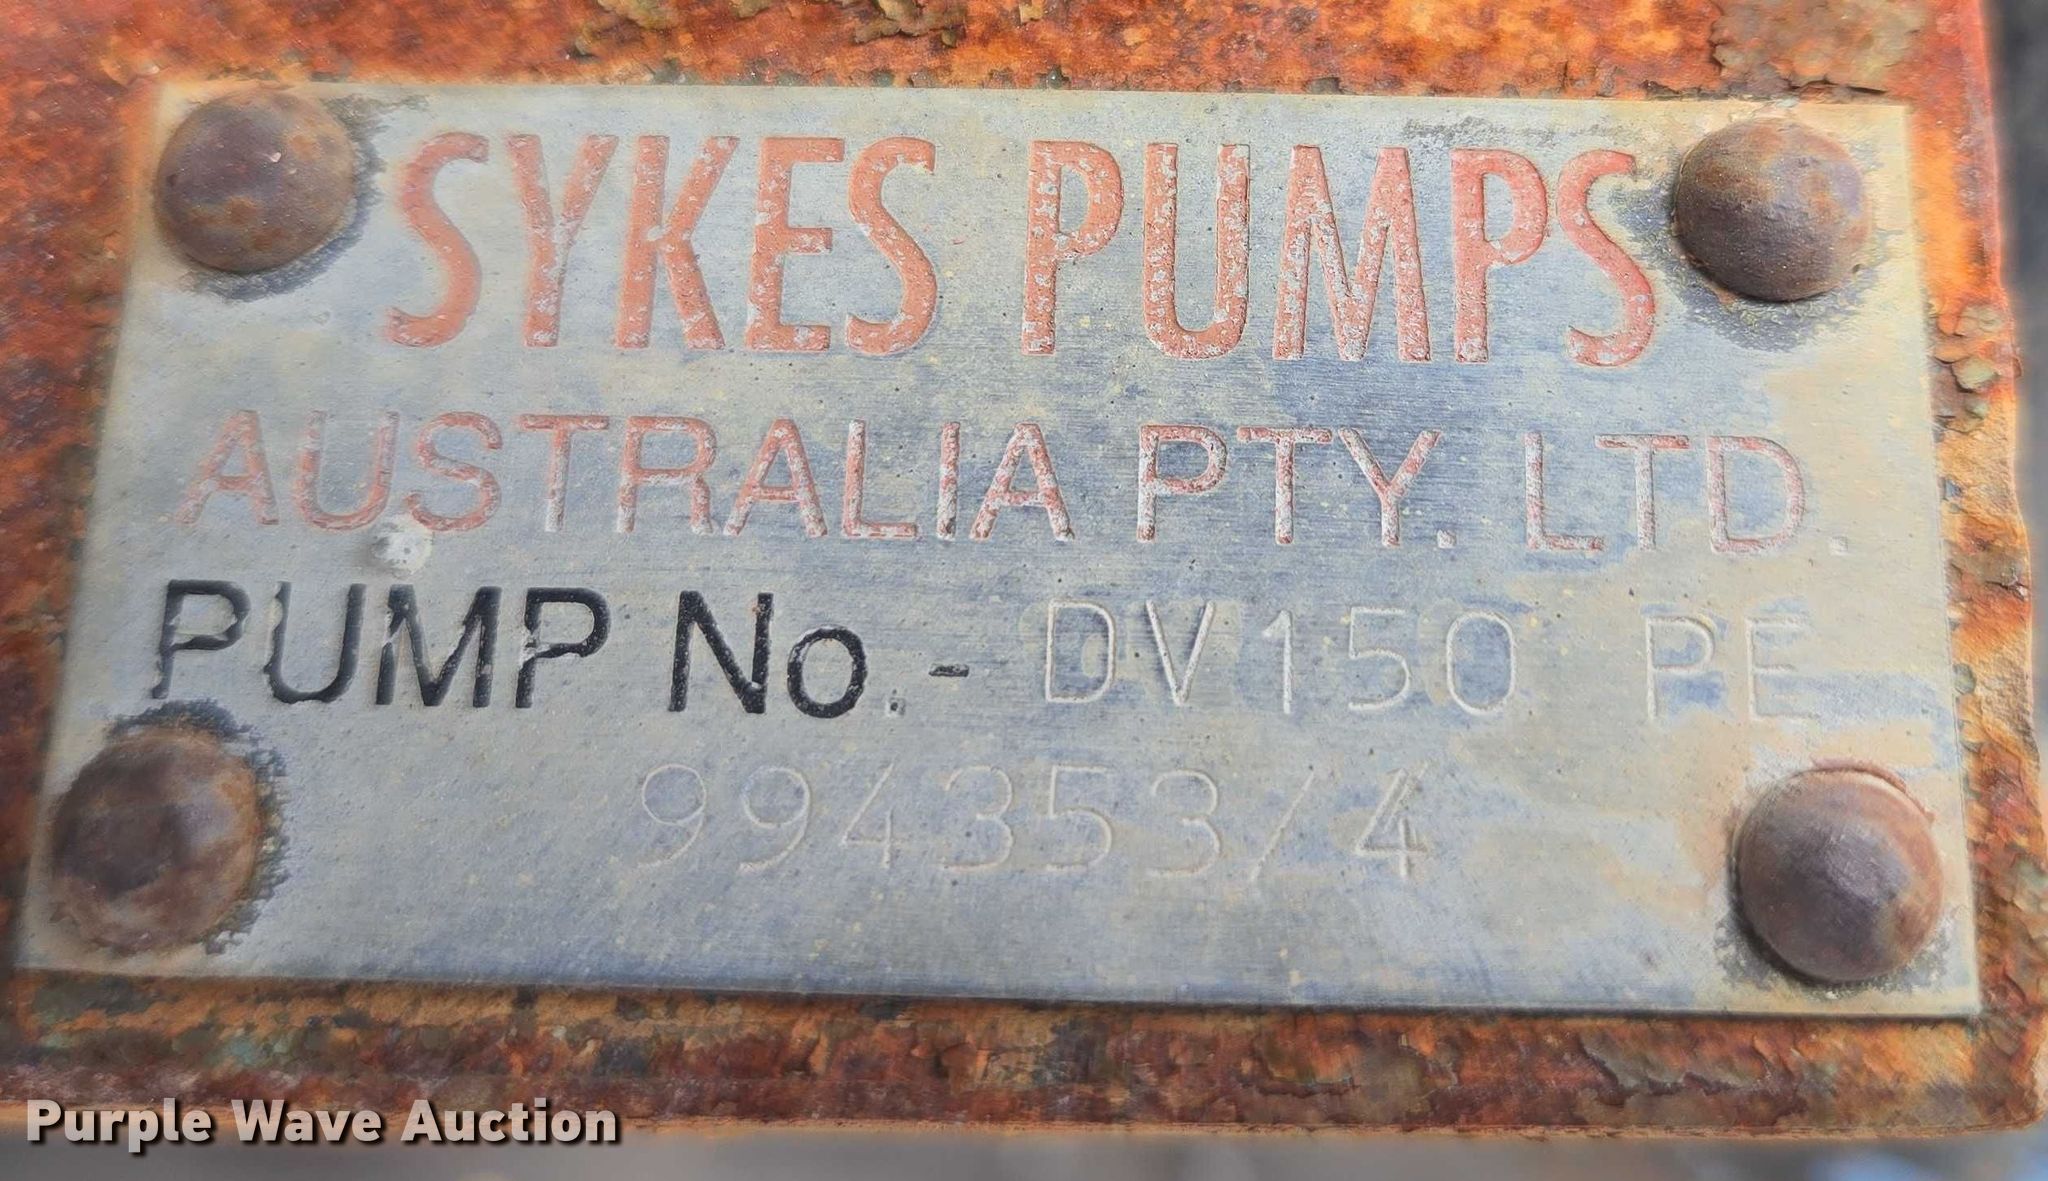 SYKES PUMPS
AUSTRALIA PTY. LTD.
PUMP No.- DV150 PE
994353/4
Purple Wave Auction